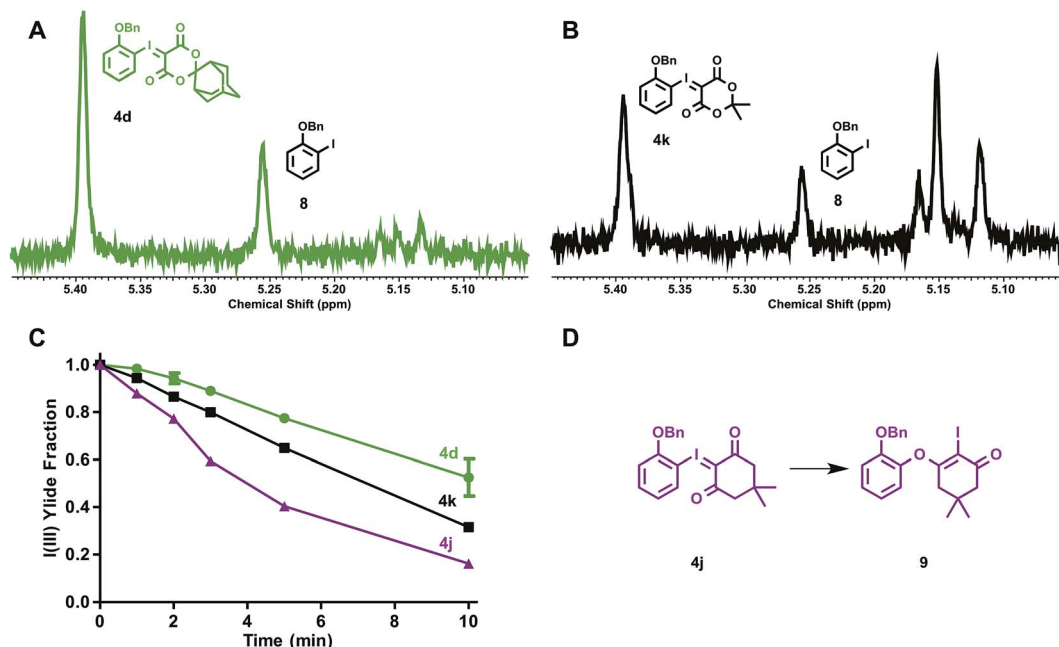 A
OBn
I
O
O
O
O
4d
OBn
I
8
5.40 5.35 5.30 5.25 5.20 5.15 5.10
Chemical Shift (ppm)
B
OBn
I
O
O
O
O
4k
OBn
I
8
5.40 5.35 5.30 5.25 5.20 5.15 5.10
Chemical Shift (ppm)
C
I(III) Ylide Fraction
1.0
0.8
0.6
0.4
0.2
0.0
0 2 4 6 8 10
Time (min)
4d
4k
4j
D
OBn
I
O
O
4j
OBn
O
I
O
9